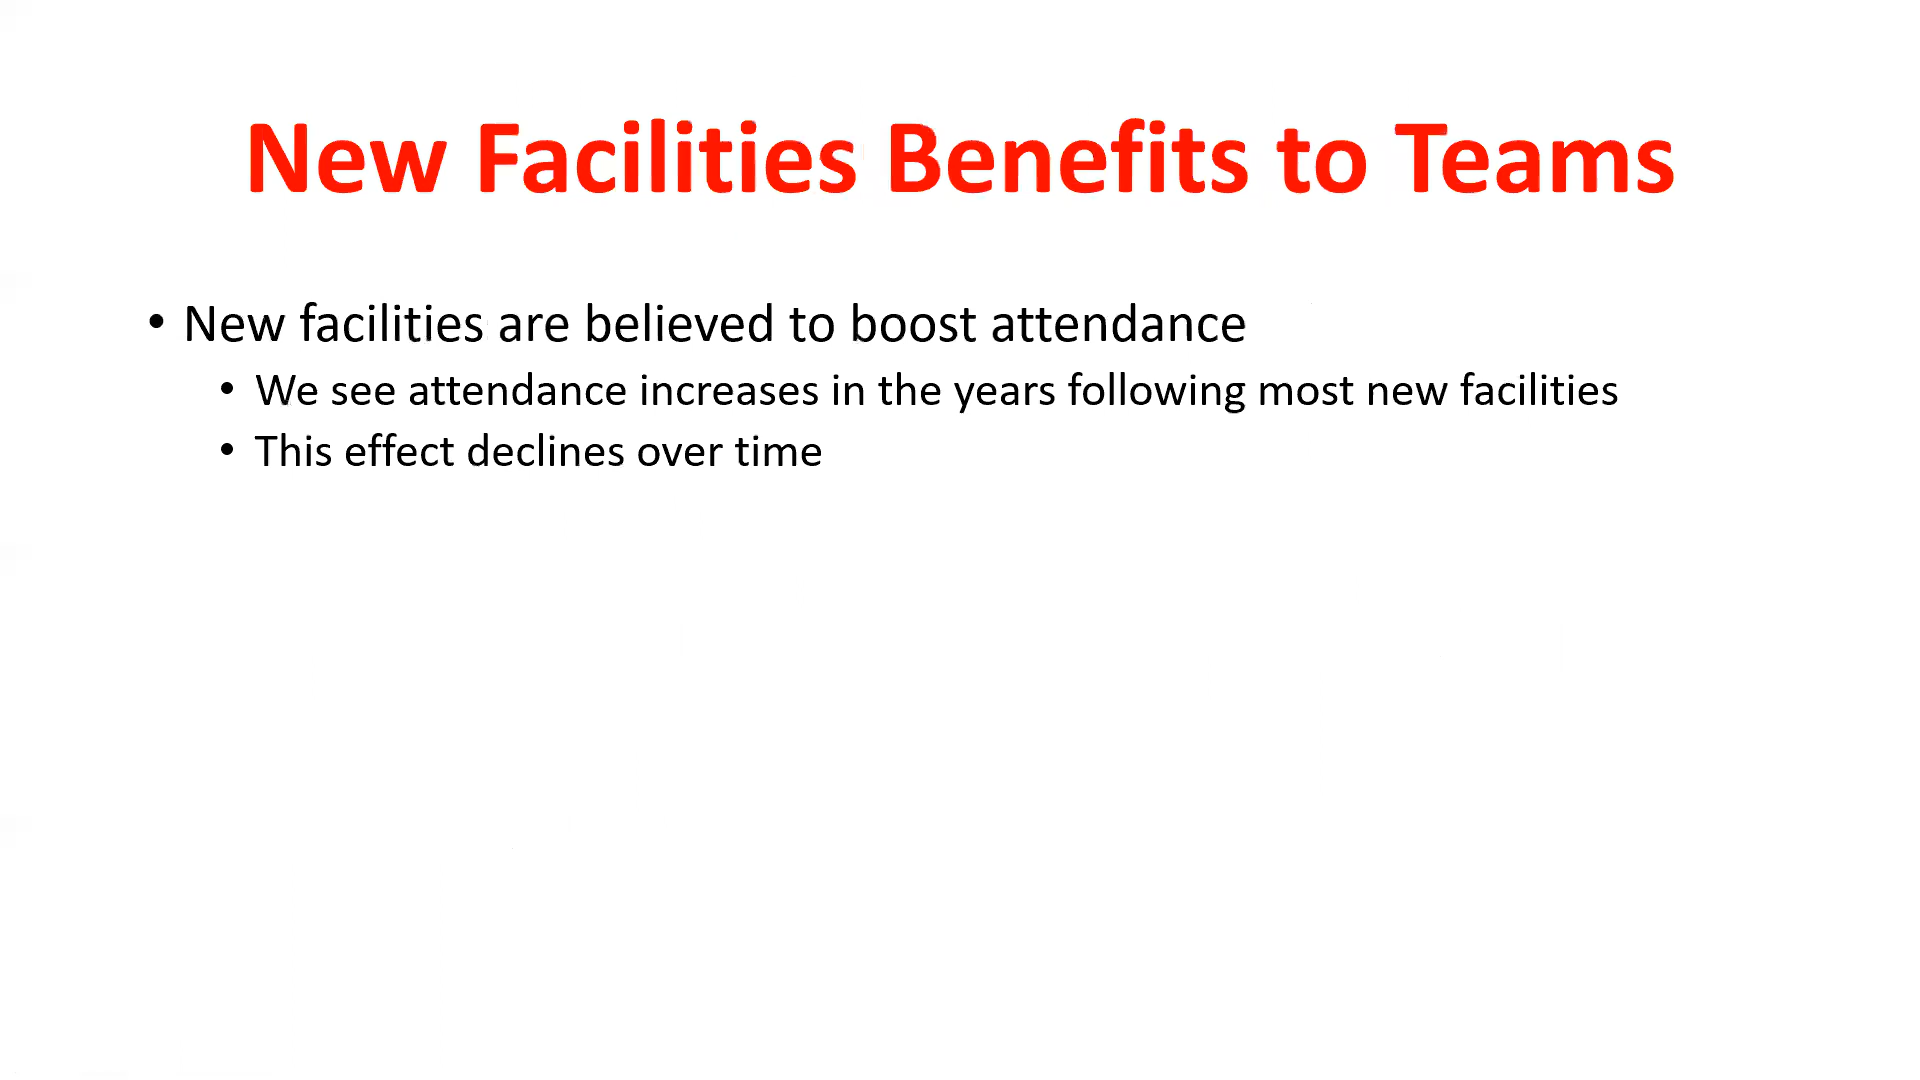 New Facilities Benefits to Teams
• New facilities are believed to boost attendance
• We see attendance increases in the years following most new facilities
• This effect declines over time